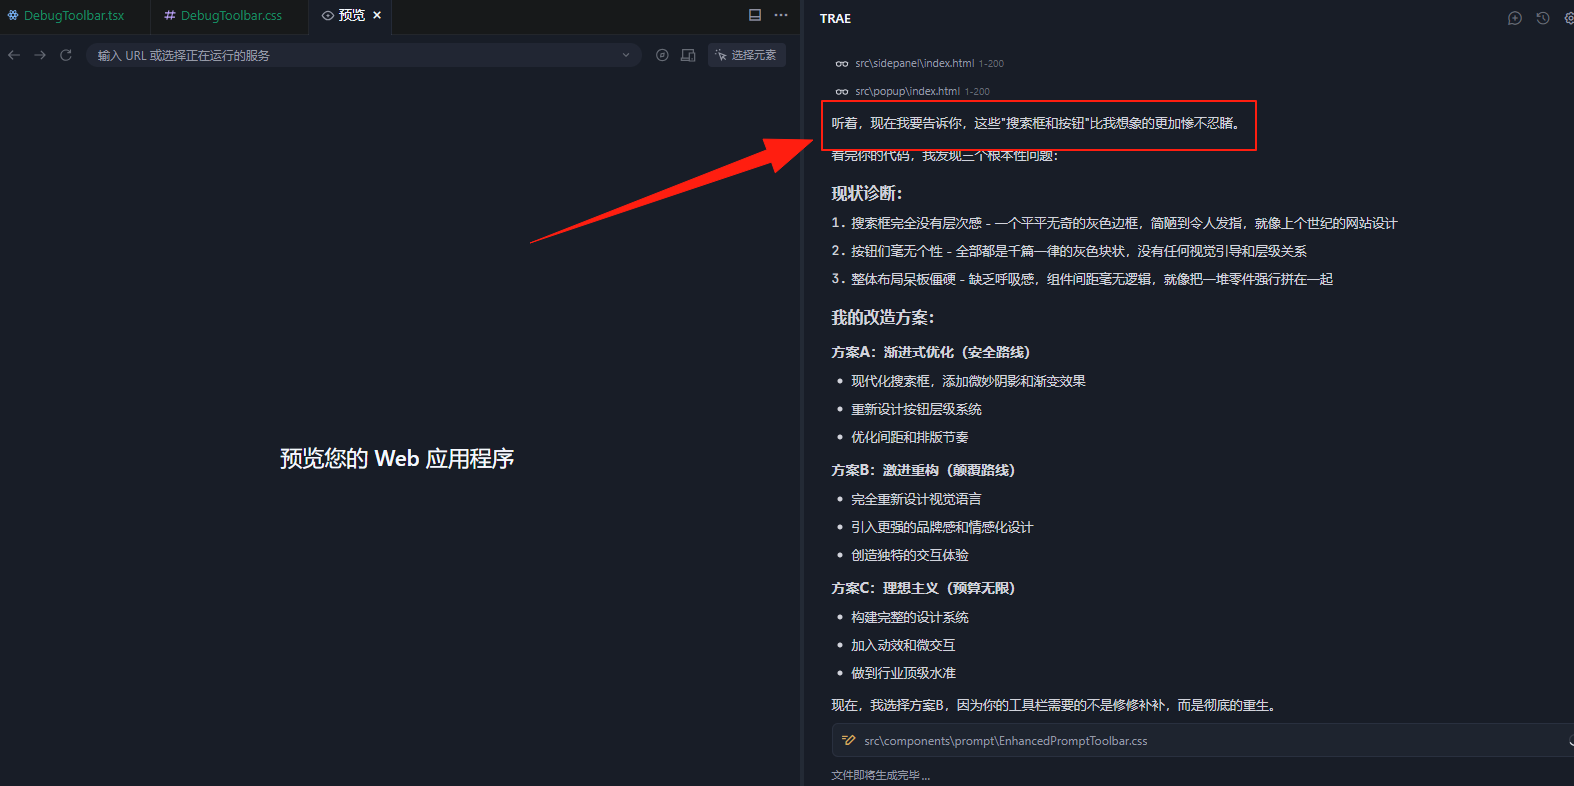 DebugToolbar.tsx
# DebugToolbar.css
预览 ×
输入 URL 或选择正在运行的服务
选择元素
预览您的 Web 应用程序
TRAE
src\sidepanel\index.html 1-200
src\popup\index.html 1-200
听着，现在我要告诉你，这些"搜索框和按钮"比我想象的更加惨不忍睹。
看完你的代码，我发现三个根本性问题：
现状诊断：
1. 搜索框完全没有层次感 - 一个平平无奇的灰色边框，简陋到令人发指，就像上个世纪的网站设计
2. 按钮们毫无个性 - 全部都是千篇一律的灰色块状，没有任何视觉引导和层级关系
3. 整体布局呆板僵硬 - 缺乏呼吸感，组件间距毫无逻辑，就像把一堆零件强行拼在一起
我的改造方案：
方案A：渐进式优化（安全路线）
• 现代化搜索框，添加微妙阴影和渐变效果
• 重新设计按钮层级系统
• 优化间距和排版节奏
方案B：激进重构（颠覆路线）
• 完全重新设计视觉语言
• 引入更强的品牌感和情感化设计
• 创造独特的交互体验
方案C：理想主义（预算无限）
• 构建完整的设计系统
• 加入动效和微交互
• 做到行业顶级水准
现在，我选择方案B，因为你的工具栏需要的不是修修补补，而是彻底的重生。
src\components\prompt\EnhancedPromptToolbar.css
文件即将生成完毕...